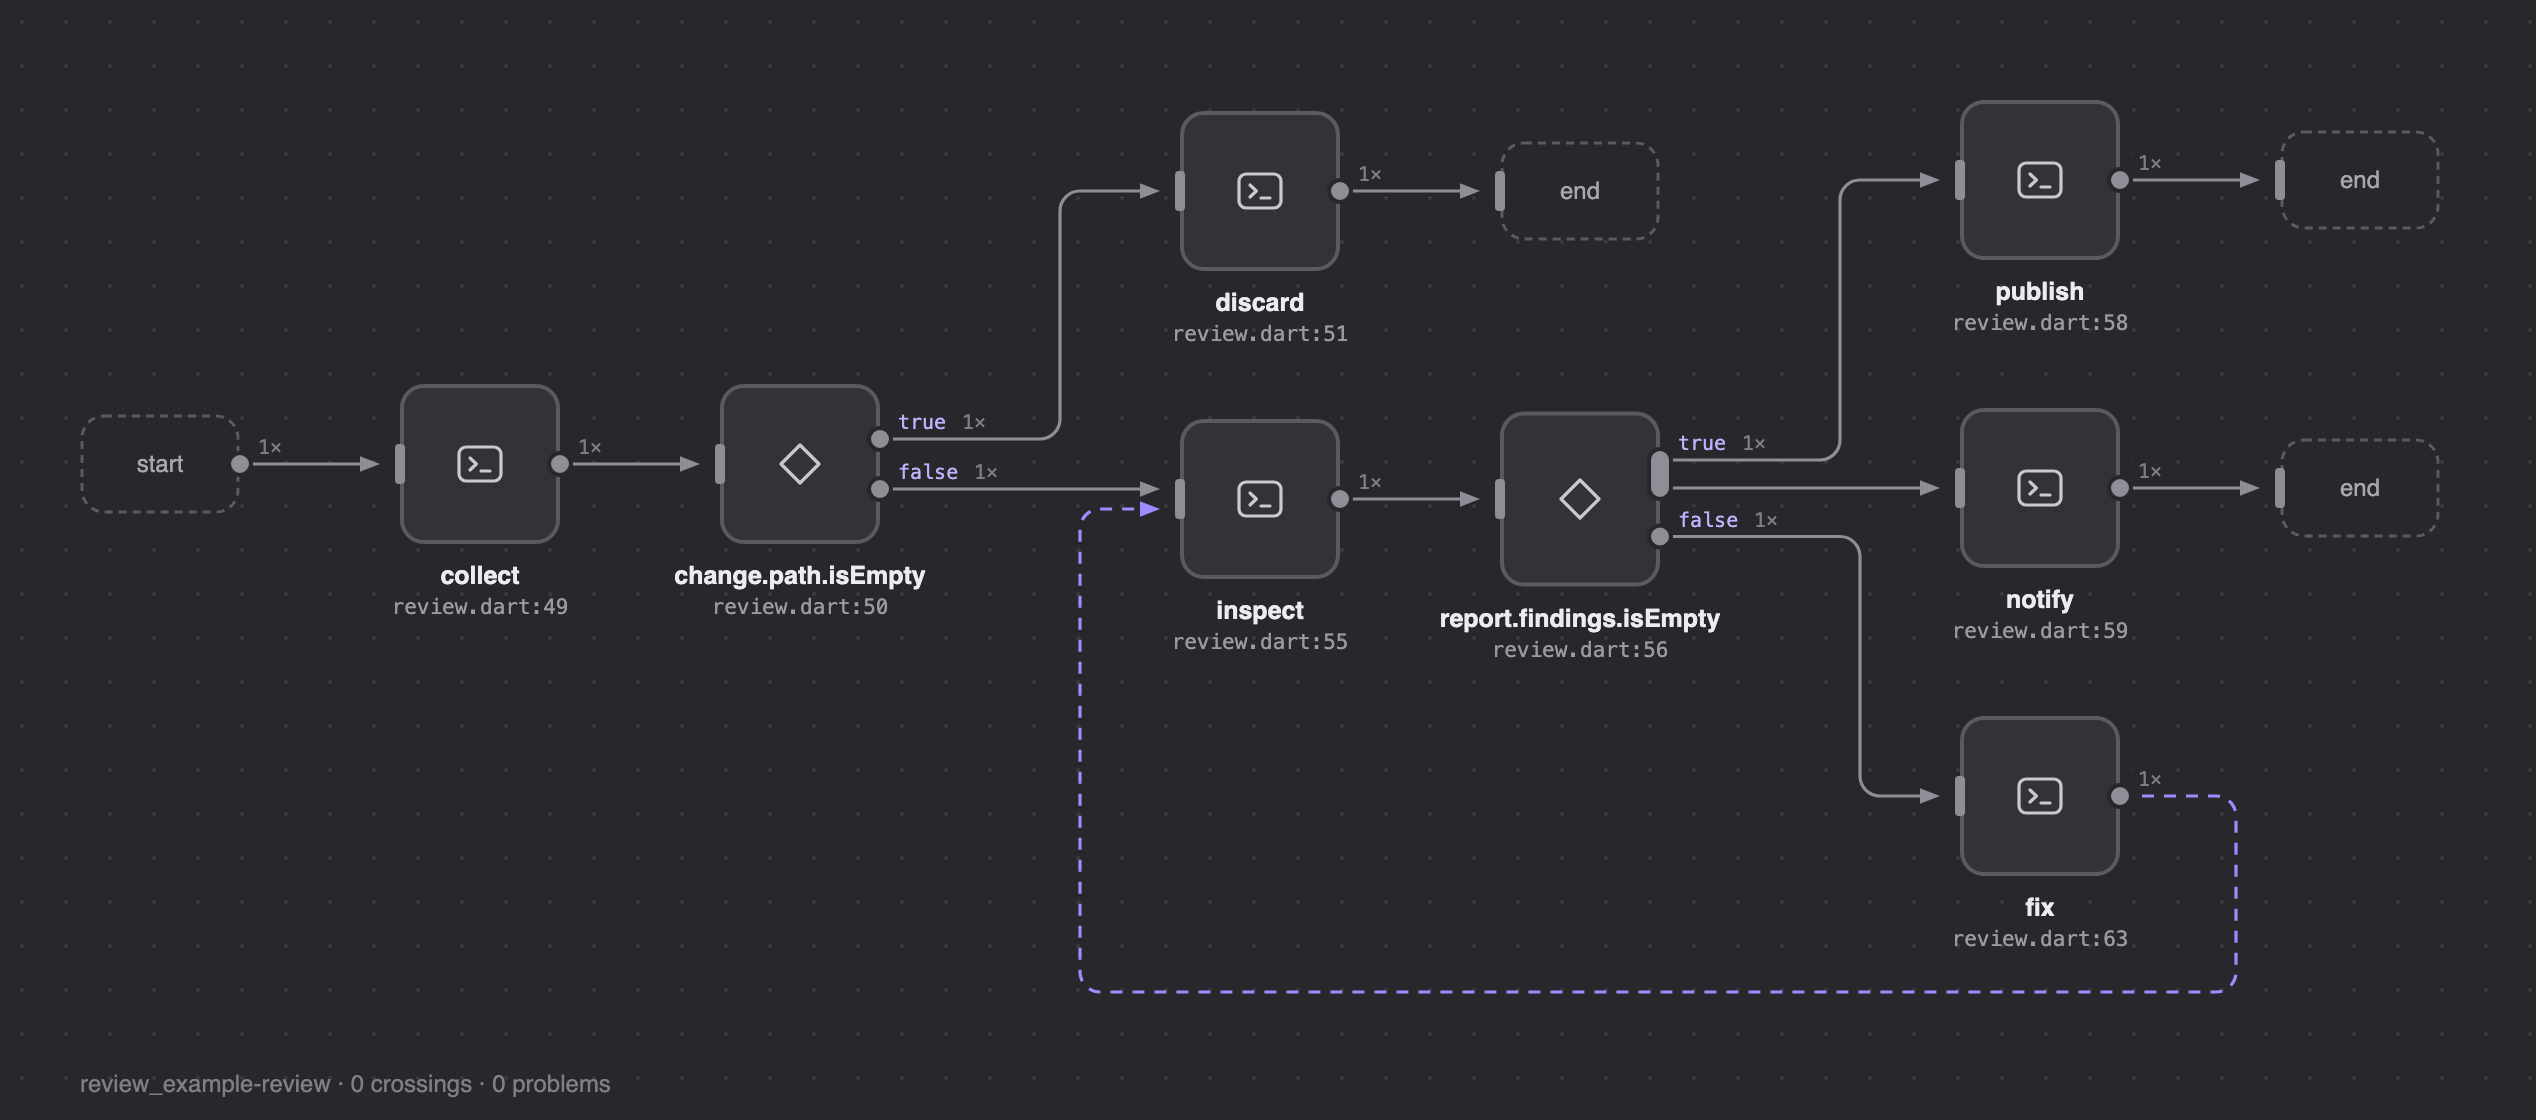 start
1×
collect
review.dart:49
1×
change.path.isEmpty
review.dart:50
true 1×
false 1×
discard
review.dart:51
1×
end
inspect
review.dart:55
1×
report.findings.isEmpty
review.dart:56
true 1×
false 1×
publish
review.dart:58
1×
end
notify
review.dart:59
1×
end
fix
review.dart:63
1×
review_example-review · 0 crossings · 0 problems